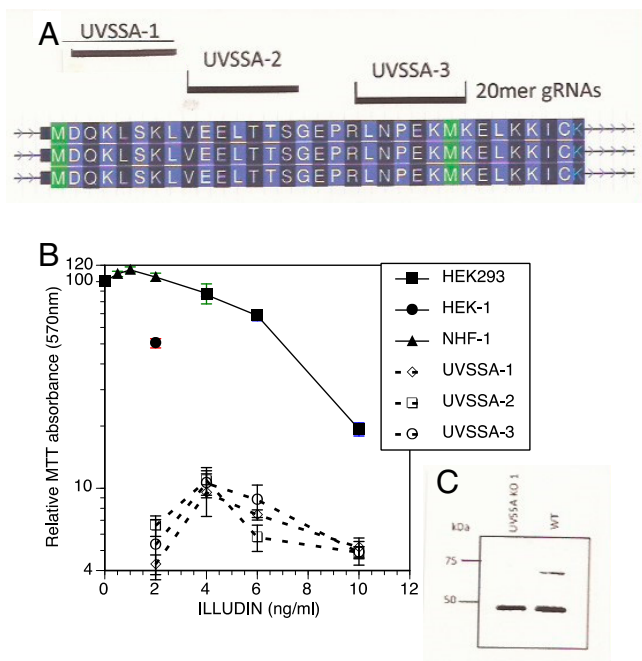 A
UVSSA-1
UVSSA-2
UVSSA-3
20mer gRNAs
MDQKLSKLVEELTTSGEPRLNPEKMKELKKICK
MDQKLSKLVEELTTSGEPRLNPEKMKELKKICK
MDQKLSKLVEELTTSGEPRLNPEKMKELKKICK
B
Relative MTT absorbance (570nm)
120
100
10
4
0 2 4 6 8 10 12
ILLUDIN (ng/ml)
HEK293
HEK-1
NHF-1
UVSSA-1
UVSSA-2
UVSSA-3
C
UVSSA KO 1
WT
kDa
75
50